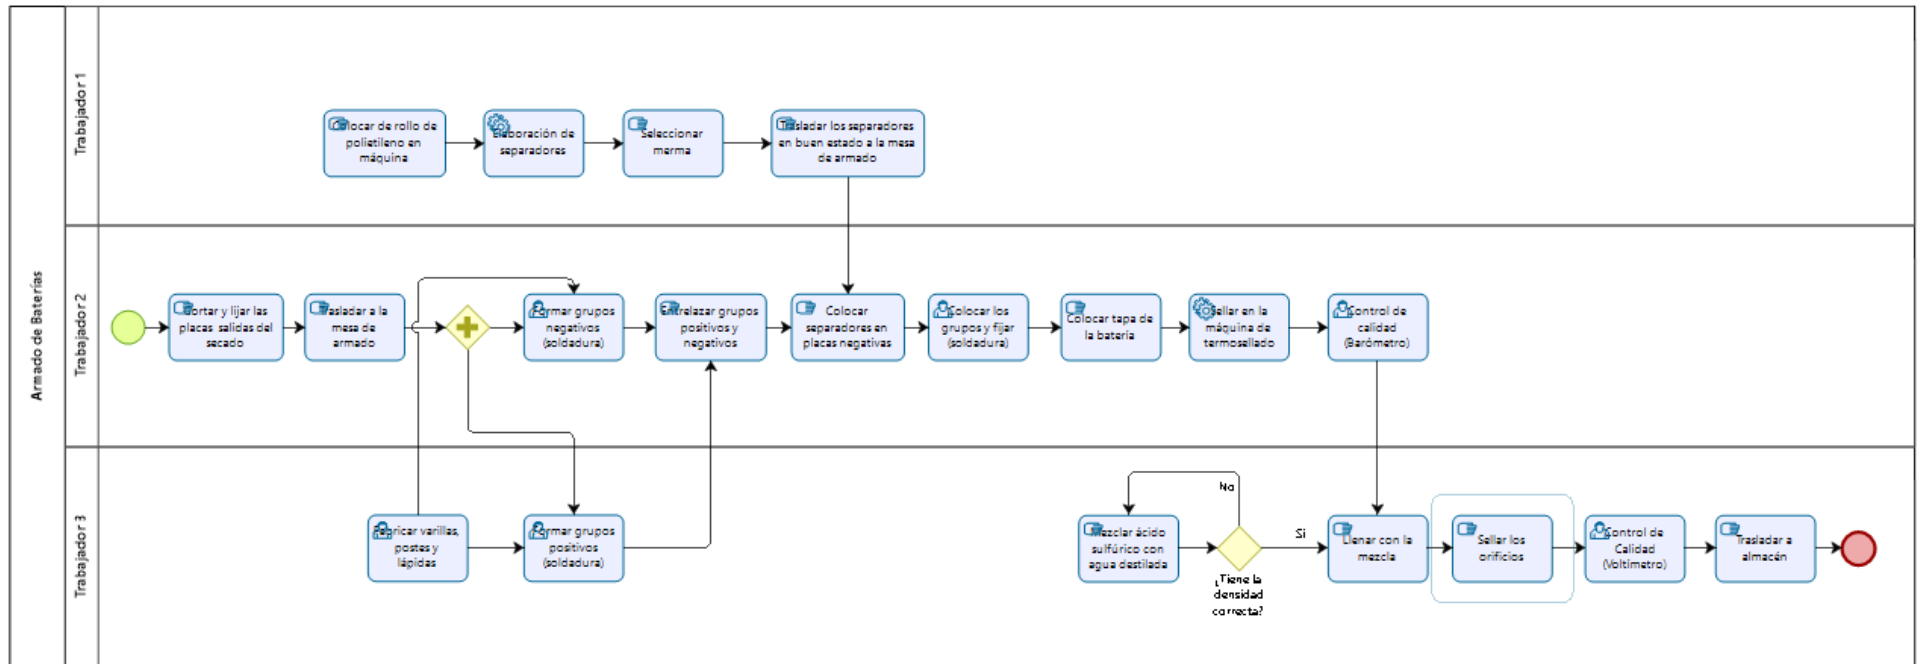 Armado de Baterías
Trabajador 1
Colocar de rollo de
polietileno en
máquina
Elaboración de
separadores
Seleccionar
merma
Trasladar los separadores
en buen estado a la mesa
de armado
Trabajador 2
Cortar y lijar las
placas salidas del
secado
Trasladar a la
mesa de
armado
Formar grupos
negativos
(soldadura)
Entrelazar grupos
positivos y
negativos
Colocar
separadores en
placas negativas
Colocar los
grupos y fijar
(soldadura)
Colocar tapa de
la batería
Sellar en la
máquina de
termosellado
Control de
calidad
(Barómetro)
Trabajador 3
Fabricar varillas,
postes y
lápidas
Formar grupos
positivos
(soldadura)
Mezclar ácido
sulfúrico con
agua destilada
No
Si
¿Tiene la
densidad
correcta?
Llenar con la
mezcla
Sellar los
orificios
Control de
Calidad
(Voltímetro)
Trasladar a
almacén